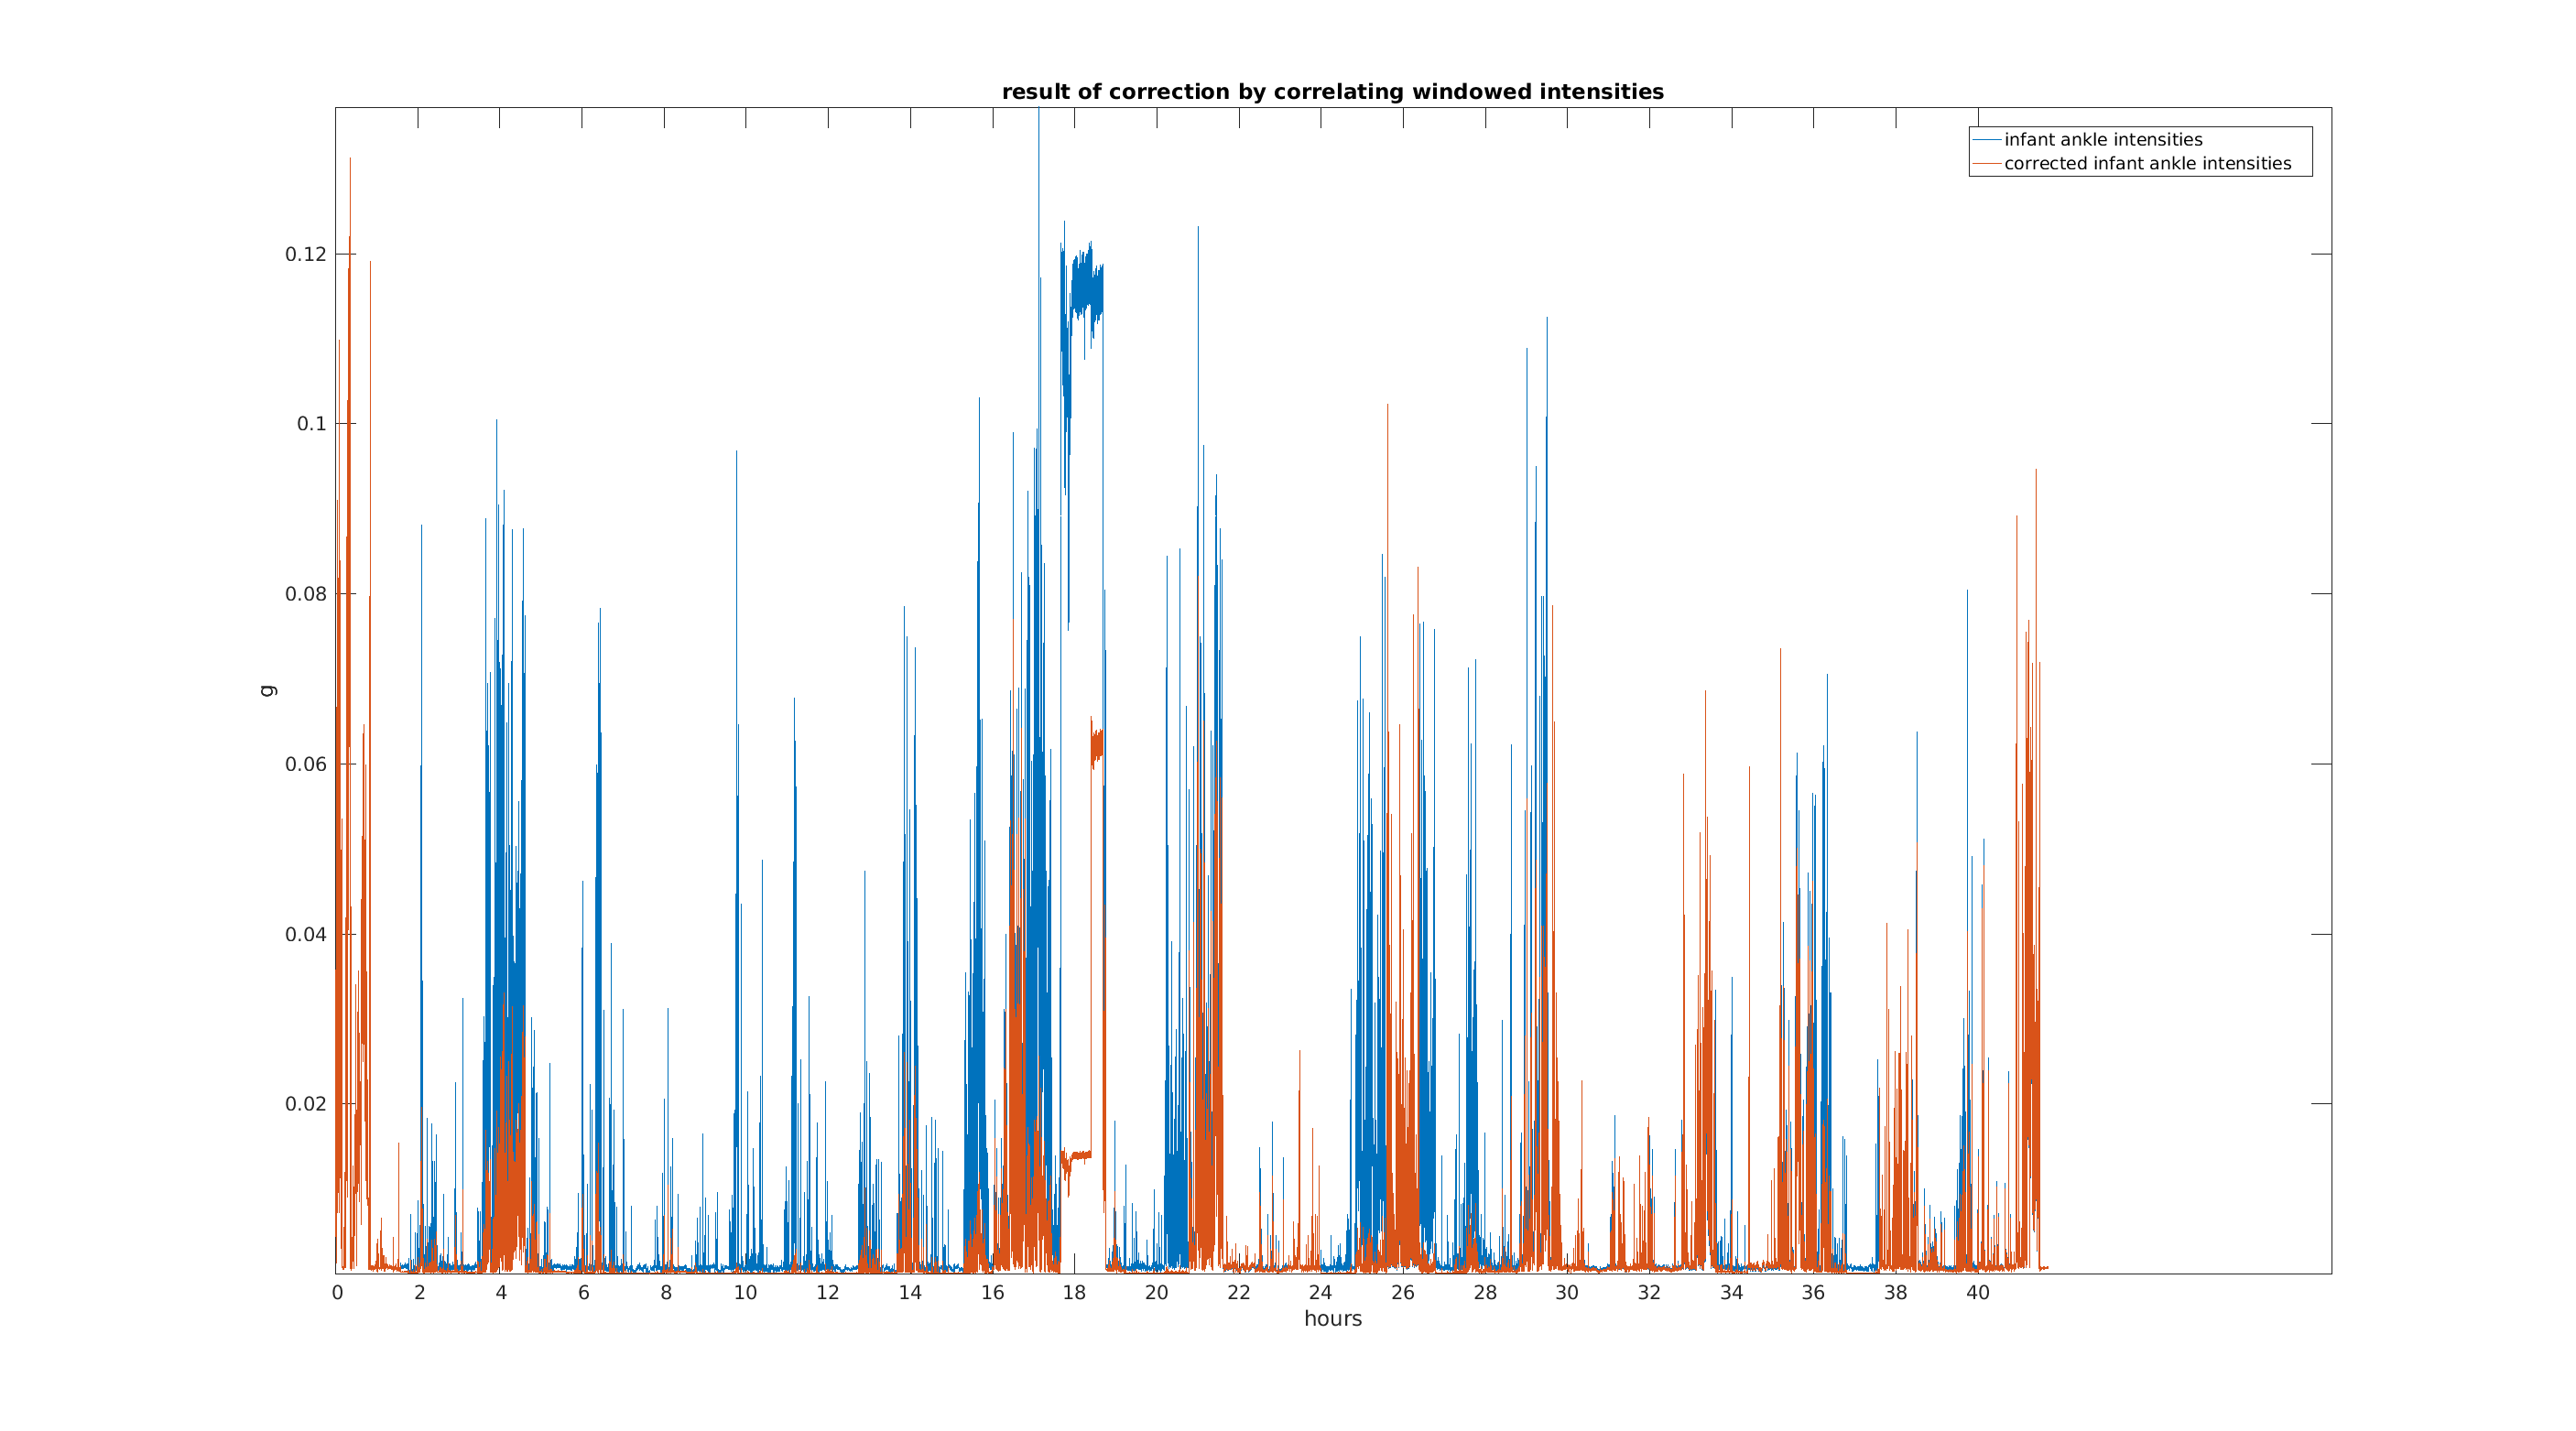 result of correction by correlating windowed intensities
infant ankle intensities
corrected infant ankle intensities
0.12
0.1
0.08
0.06
0.04
0.02
g
0 2 4 6 8 10 12 14 16 18 20 22 24 26 28 30 32 34 36 38 40
hours